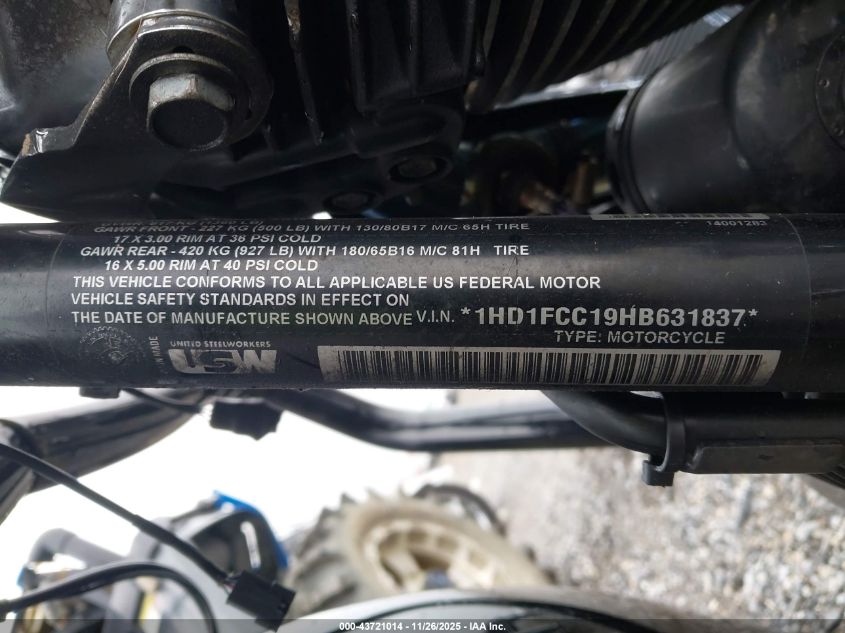 GAWR FRONT - 227 KG (500 LB) WITH 130/80B17 M/C 65H TIRE
17 X 3.00 RIM AT 36 PSI COLD
GAWR REAR - 420 KG (927 LB) WITH 180/65B16 M/C 81H TIRE
16 X 5.00 RIM AT 40 PSI COLD
THIS VEHICLE CONFORMS TO ALL APPLICABLE US FEDERAL MOTOR
VEHICLE SAFETY STANDARDS IN EFFECT ON
THE DATE OF MANUFACTURE SHOWN ABOVE V.I.N. *1HD1FCC19HB631837*
TYPE: MOTORCYCLE
14001283
UNITED STEELWORKERS
UNION MADE
USW
000-43721014 - 11/26/2025 - IAA Inc.